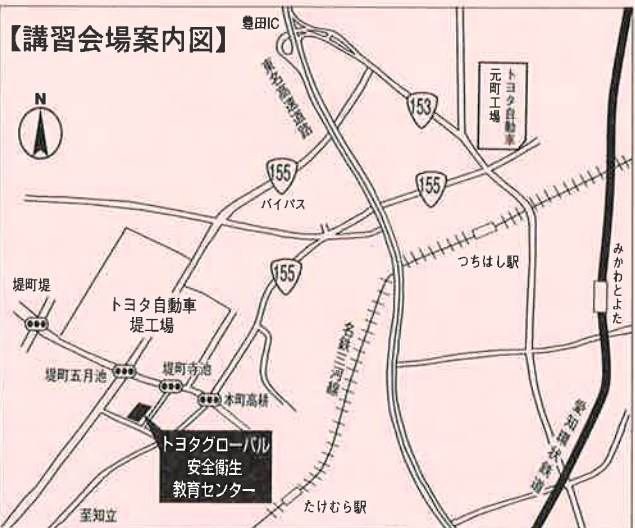 【講習会場案内図】
豊田IC
N
東名高速道路
153
トヨタ自動車
元町工場
155
バイパス
155
155
つちはし駅
みかわとよた
堤町堤
トヨタ自動車
堤工場
名鉄三河線
堤町五月池
堤町寺池
本町高耕
愛知環状鉄道
トヨタグローバル
安全衛生
教育センター
たけむら駅
至知立